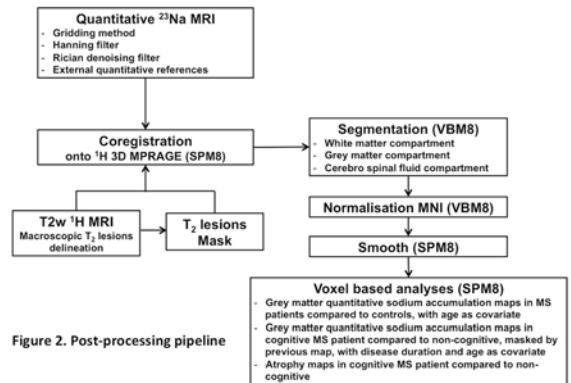 Quantitative ²³Na MRI
- Gridding method
- Hanning filter
- Rician denoising filter
- External quantitative references
Coregistration
onto ¹H 3D MPRAGE (SPM8)
T2w ¹H MRI
Macroscopic T₂ lesions
delineation
T₂ lesions
Mask
Segmentation (VBM8)
- White matter compartment
- Grey matter compartment
- Cerebro spinal fluid compartment
Normalisation MNI (VBM8)
Smooth (SPM8)
Voxel based analyses (SPM8)
- Grey matter quantitative sodium accumulation maps in MS
patients compared to controls, with age as covariate
- Grey matter quantitative sodium accumulation maps in
cognitive MS patient compared to non-cognitive, masked by
previous map, with disease duration and age as covariate
- Atrophy maps in cognitive MS patient compared to non-
cognitive
Figure 2. Post-processing pipeline